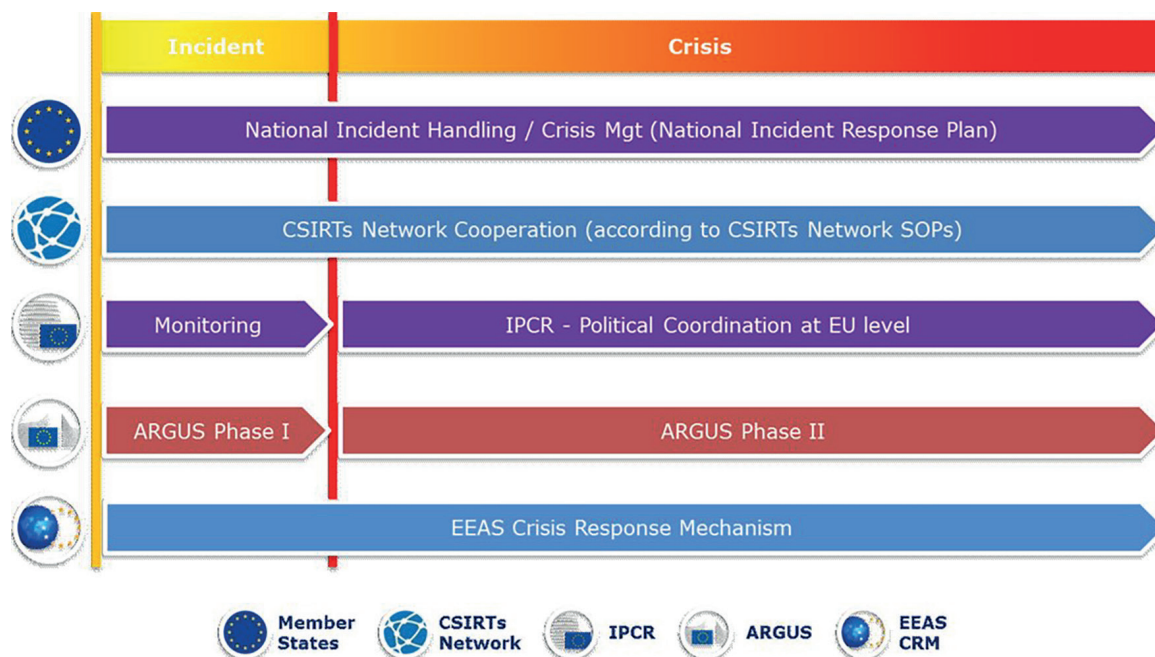 Incident
Crisis
National Incident Handling / Crisis Mgt (National Incident Response Plan)
CSIRTs Network Cooperation (according to CSIRTs Network SOPs)
Monitoring
IPCR - Political Coordination at EU level
ARGUS Phase I
ARGUS Phase II
EEAS Crisis Response Mechanism
Member
States
CSIRTs
Network
IPCR
ARGUS
EEAS
CRM